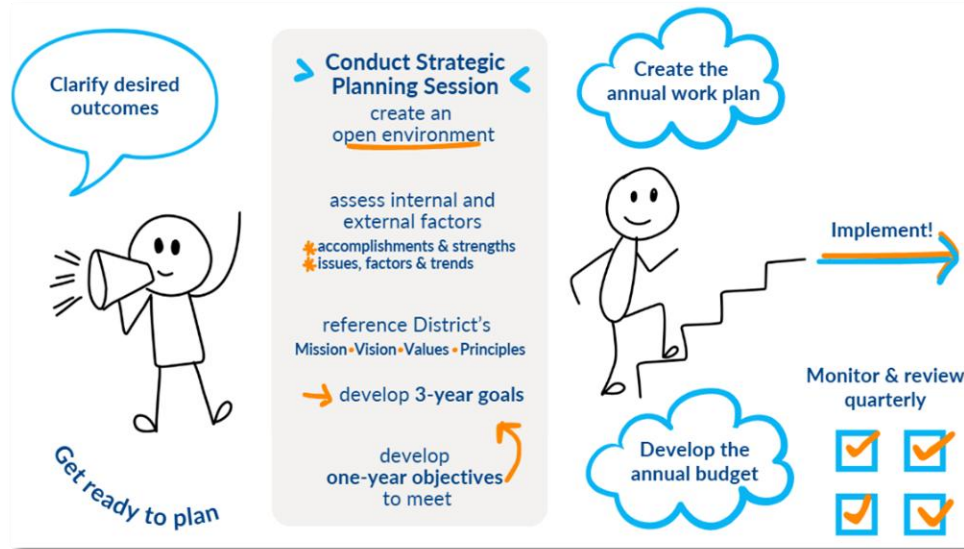 Clarify desired
outcomes
Get ready to plan
Conduct Strategic
Planning Session
create an
open environment
assess internal and
external factors
*accomplishments & strengths
*issues, factors & trends
reference District's
Mission•Vision•Values•Principles
develop 3-year goals
develop
one-year objectives
to meet
Create the
annual work plan
Develop the
annual budget
Implement!
Monitor & review
quarterly